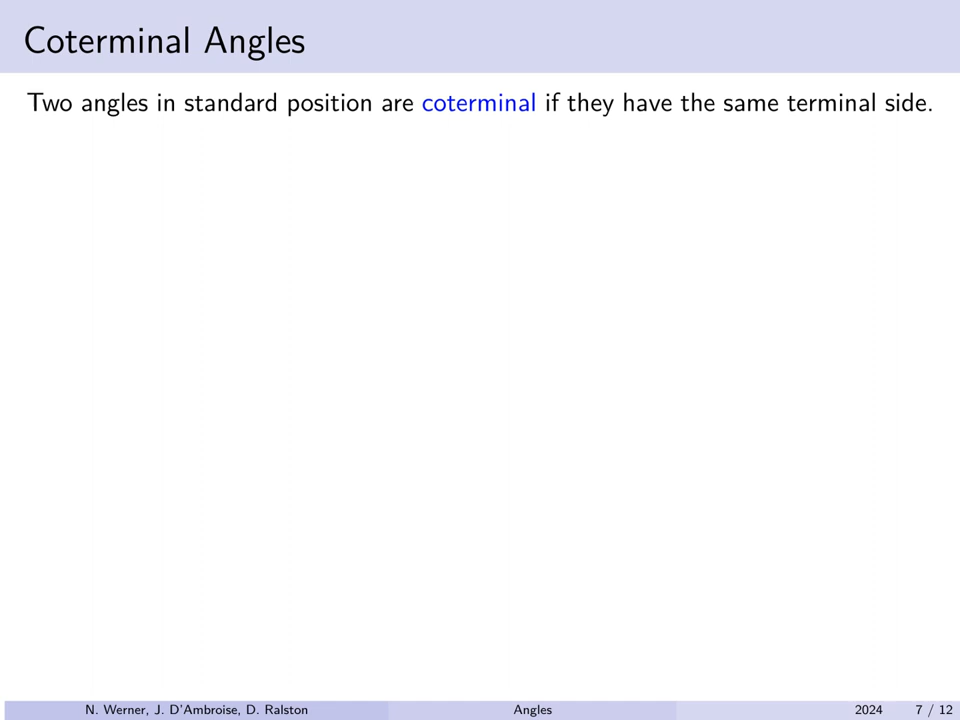 Coterminal Angles
Two angles in standard position are coterminal if they have the same terminal side.
N. Werner, J. D'Ambroise, D. Ralston Angles 2024 7 / 12